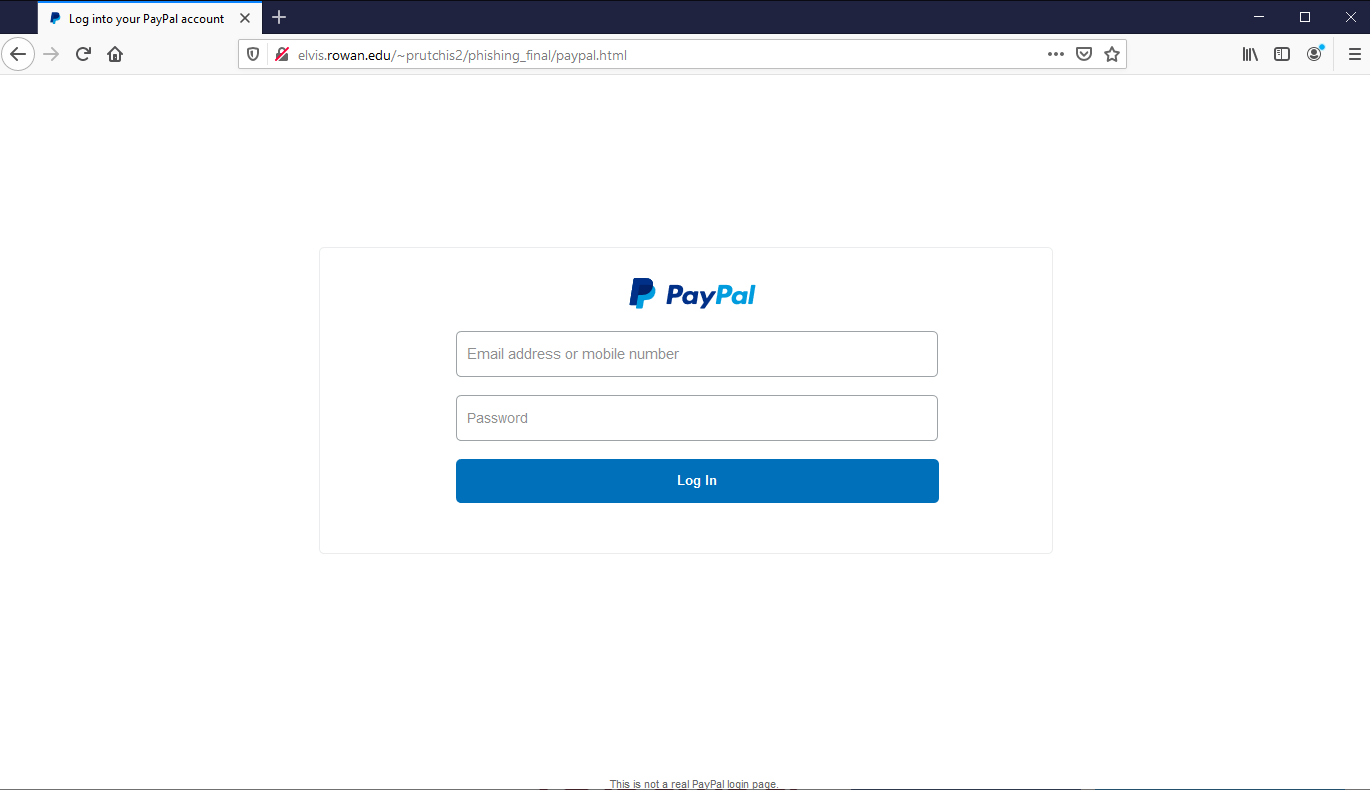 Log into your PayPal account
elvis.rowan.edu/~prutchis2/phishing_final/paypal.html
PayPal
Email address or mobile number
Password
Log In
This is not a real PayPal login page.